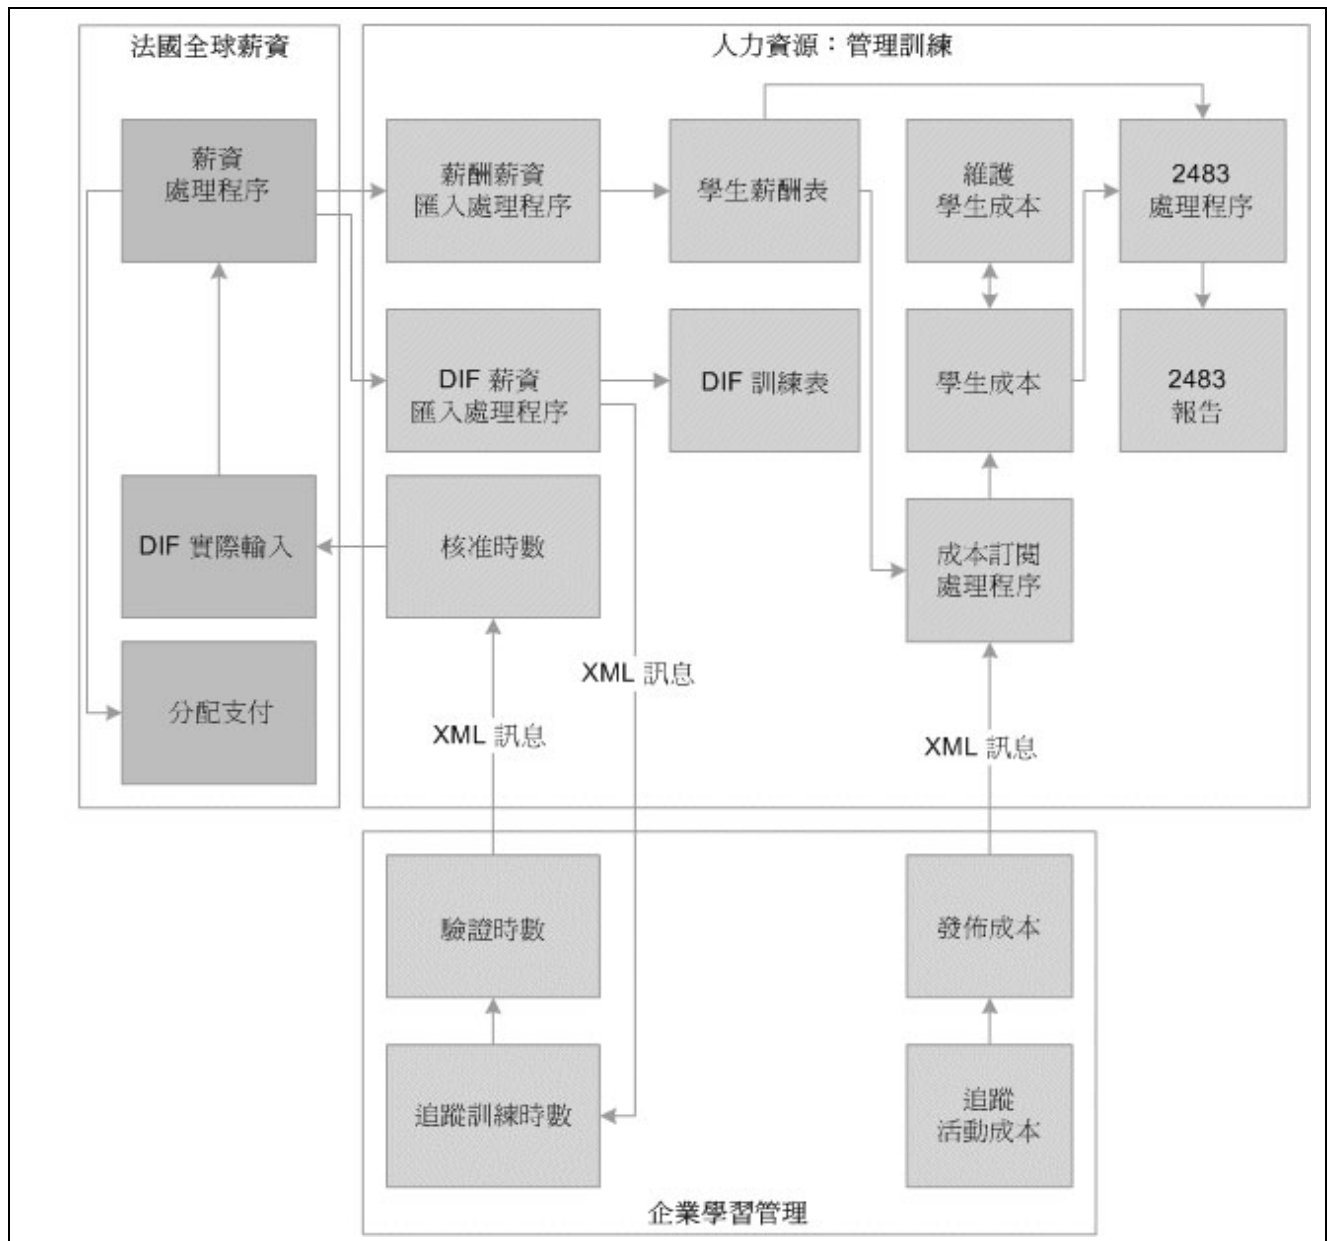 法國全球薪資
人力資源：管理訓練
薪資
處理程序
薪酬薪資
匯入處理程序
學生薪酬表
維護
學生成本
2483
處理程序
DIF 薪資
匯入處理程序
DIF 訓練表
學生成本
2483
報告
DIF 實際輸入
核准時數
成本訂閱
處理程序
分配支付
XML 訊息
XML 訊息
XML 訊息
驗證時數
發佈成本
追蹤訓練時數
追蹤
活動成本
企業學習管理